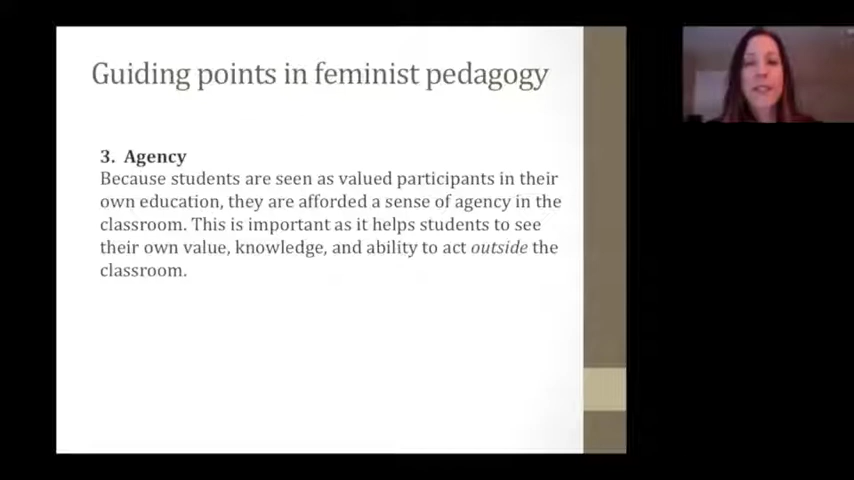 Guiding points in feminist pedagogy
3. Agency
Because students are seen as valued participants in their
own education, they are afforded a sense of agency in the
classroom. This is important as it helps students to see
their own value, knowledge, and ability to act outside the
classroom.